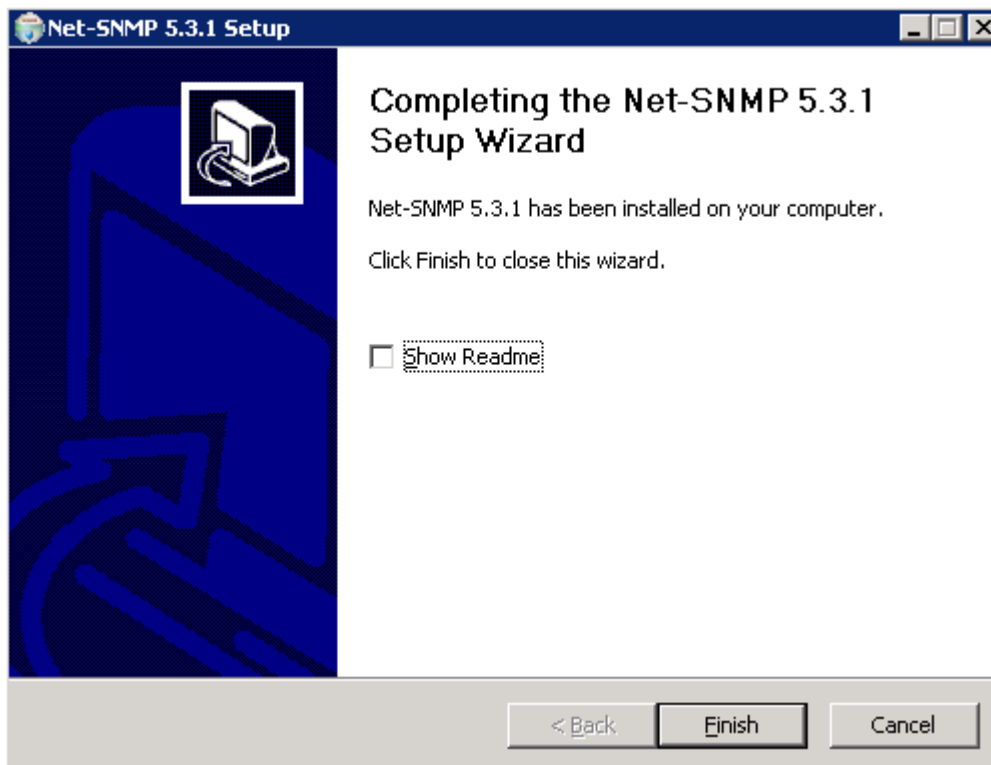 Net-SNMP 5.3.1 Setup
Completing the Net-SNMP 5.3.1
Setup Wizard
Net-SNMP 5.3.1 has been installed on your computer.
Click Finish to close this wizard.
Show Readme
< Back
Finish
Cancel